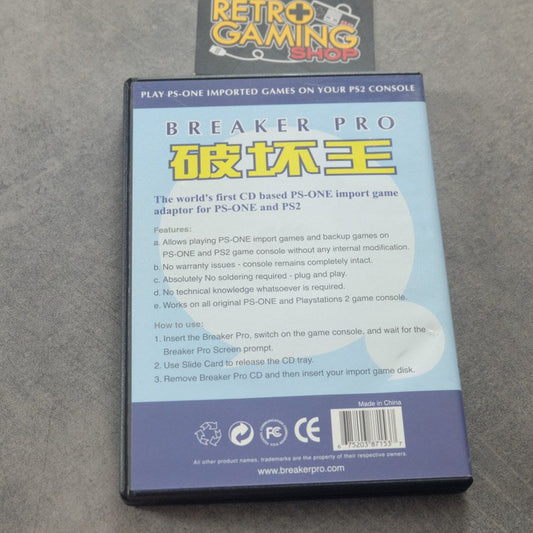 RETRO
GAMING
SHOP
PLAY PS-ONE IMPORTED GAMES ON YOUR PS2 CONSOLE
BREAKER PRO
破坏王
The world's first CD based PS-ONE import game
adaptor for PS-ONE and PS2
Features:
a. Allows playing PS-ONE import games and backup games on
PS-ONE and PS2 game console without any internal modification.
b. No warranty issues - console remains completely intact.
c. Absolutely No soldering required - plug and play.
d. No technical knowledge whatsoever is required.
e. Works on all original PS-ONE and Playstations 2 game console.
How to use:
1. Insert the Breaker Pro, switch on the game console, and wait for the
Breaker Pro Screen prompt.
2. Use Slide Card to release the CD tray.
3. Remove Breaker Pro CD and then insert your import game disk.
Made in China
6 75203 87153 7
FC
CE
All other product names, trademarks are the property of their respective owners.
www.breakerpro.com